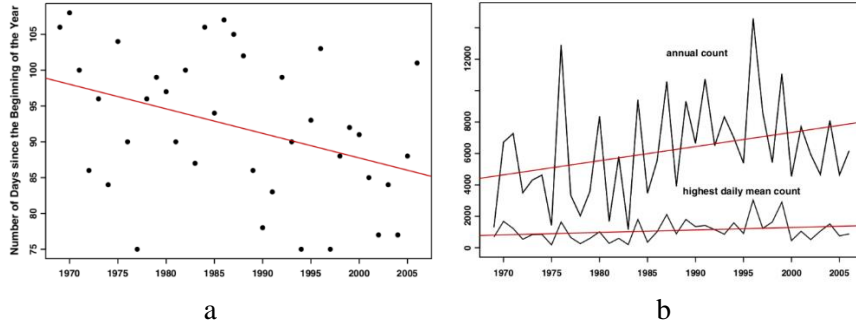 Number of Days since the Beginning of the Year
105
100
95
90
85
80
75
1970 1975 1980 1985 1990 1995 2000 2005
a
annual count
highest daily mean count
12000
8000
6000
4000
2000
0
1970 1975 1980 1985 1990 1995 2000 2005
b